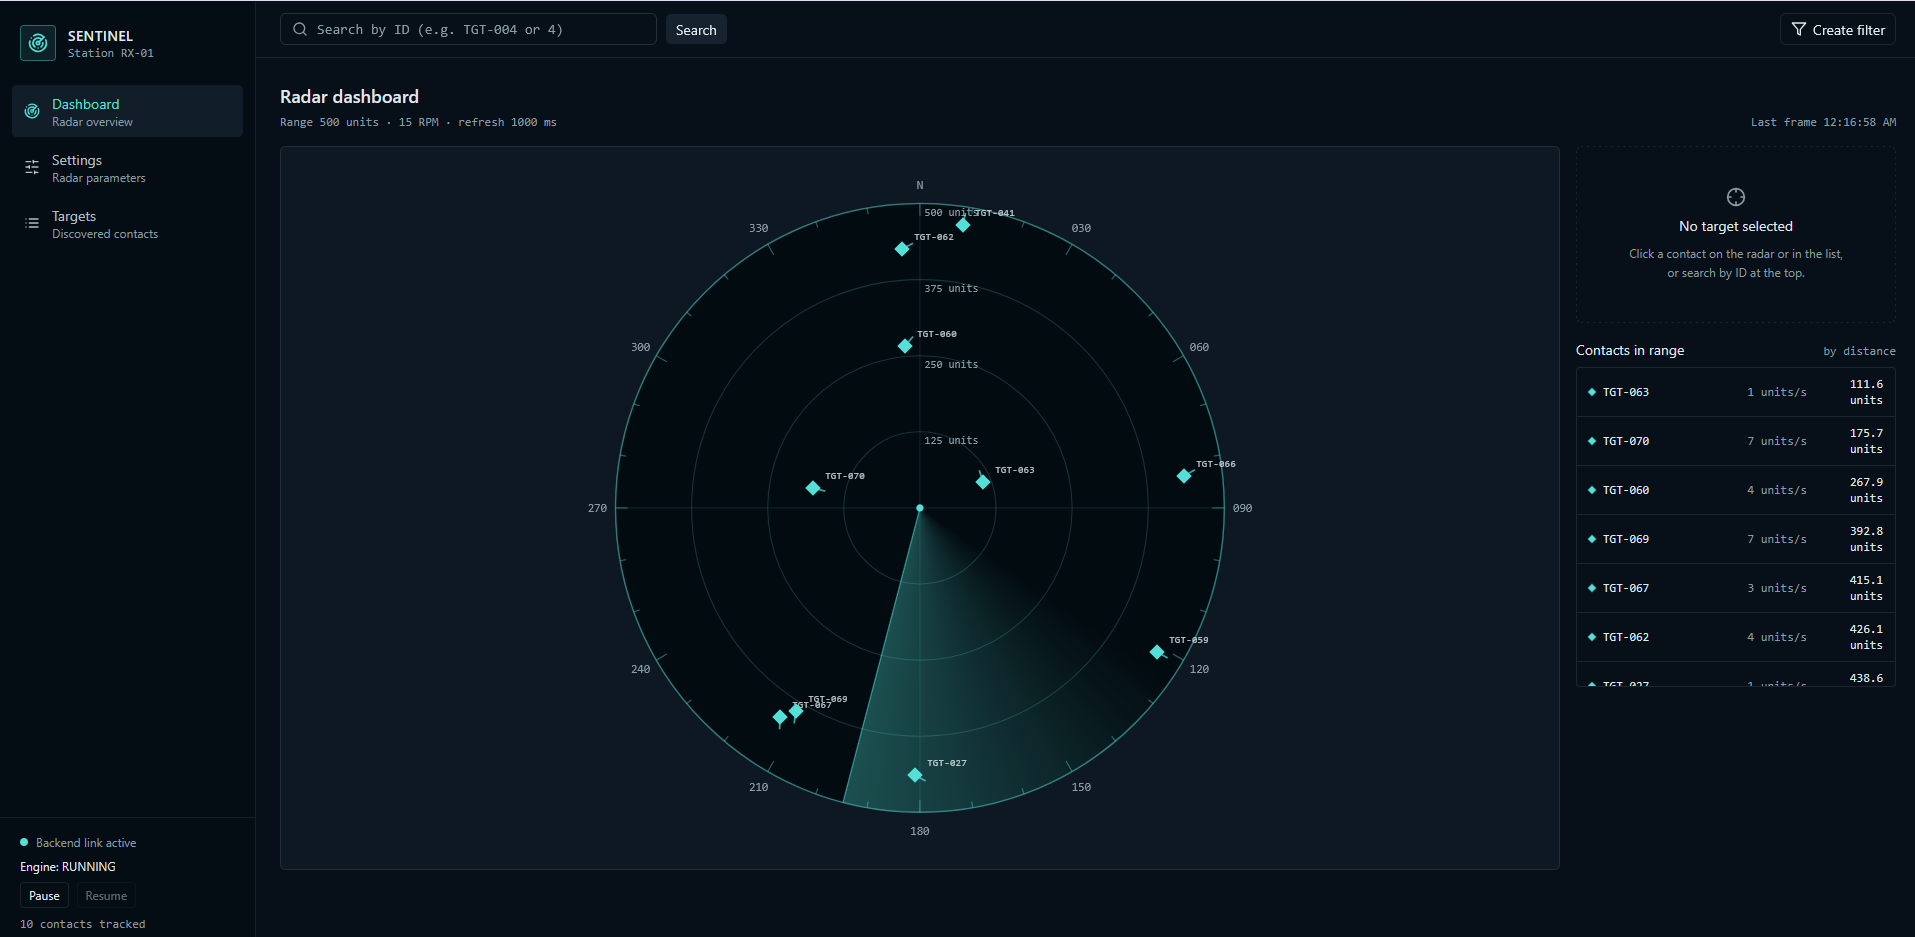 SENTINEL
Station RX-01
Dashboard
Radar overview
Settings
Radar parameters
Targets
Discovered contacts
Backend link active
Engine: RUNNING
Pause
Resume
10 contacts tracked
Search by ID (e.g. TGT-004 or 4)
Search
Create filter
Radar dashboard
Range 500 units · 15 RPM · refresh 1000 ms
Last frame 12:16:58 AM
N
500 units
TGT-041
330
030
TGT-062
375 units
TGT-060
300
060
250 units
125 units
TGT-066
TGT-063
TGT-070
270
090
TGT-059
240
120
TGT-069
TGT-067
TGT-027
210
150
180
No target selected
Click a contact on the radar or in the list,
or search by ID at the top.
Contacts in range
by distance
TGT-063 1 units/s 111.6 units
TGT-070 7 units/s 175.7 units
TGT-060 4 units/s 267.9 units
TGT-069 7 units/s 392.8 units
TGT-067 3 units/s 415.1 units
TGT-062 4 units/s 426.1 units
TGT-027 1 units/s 438.6